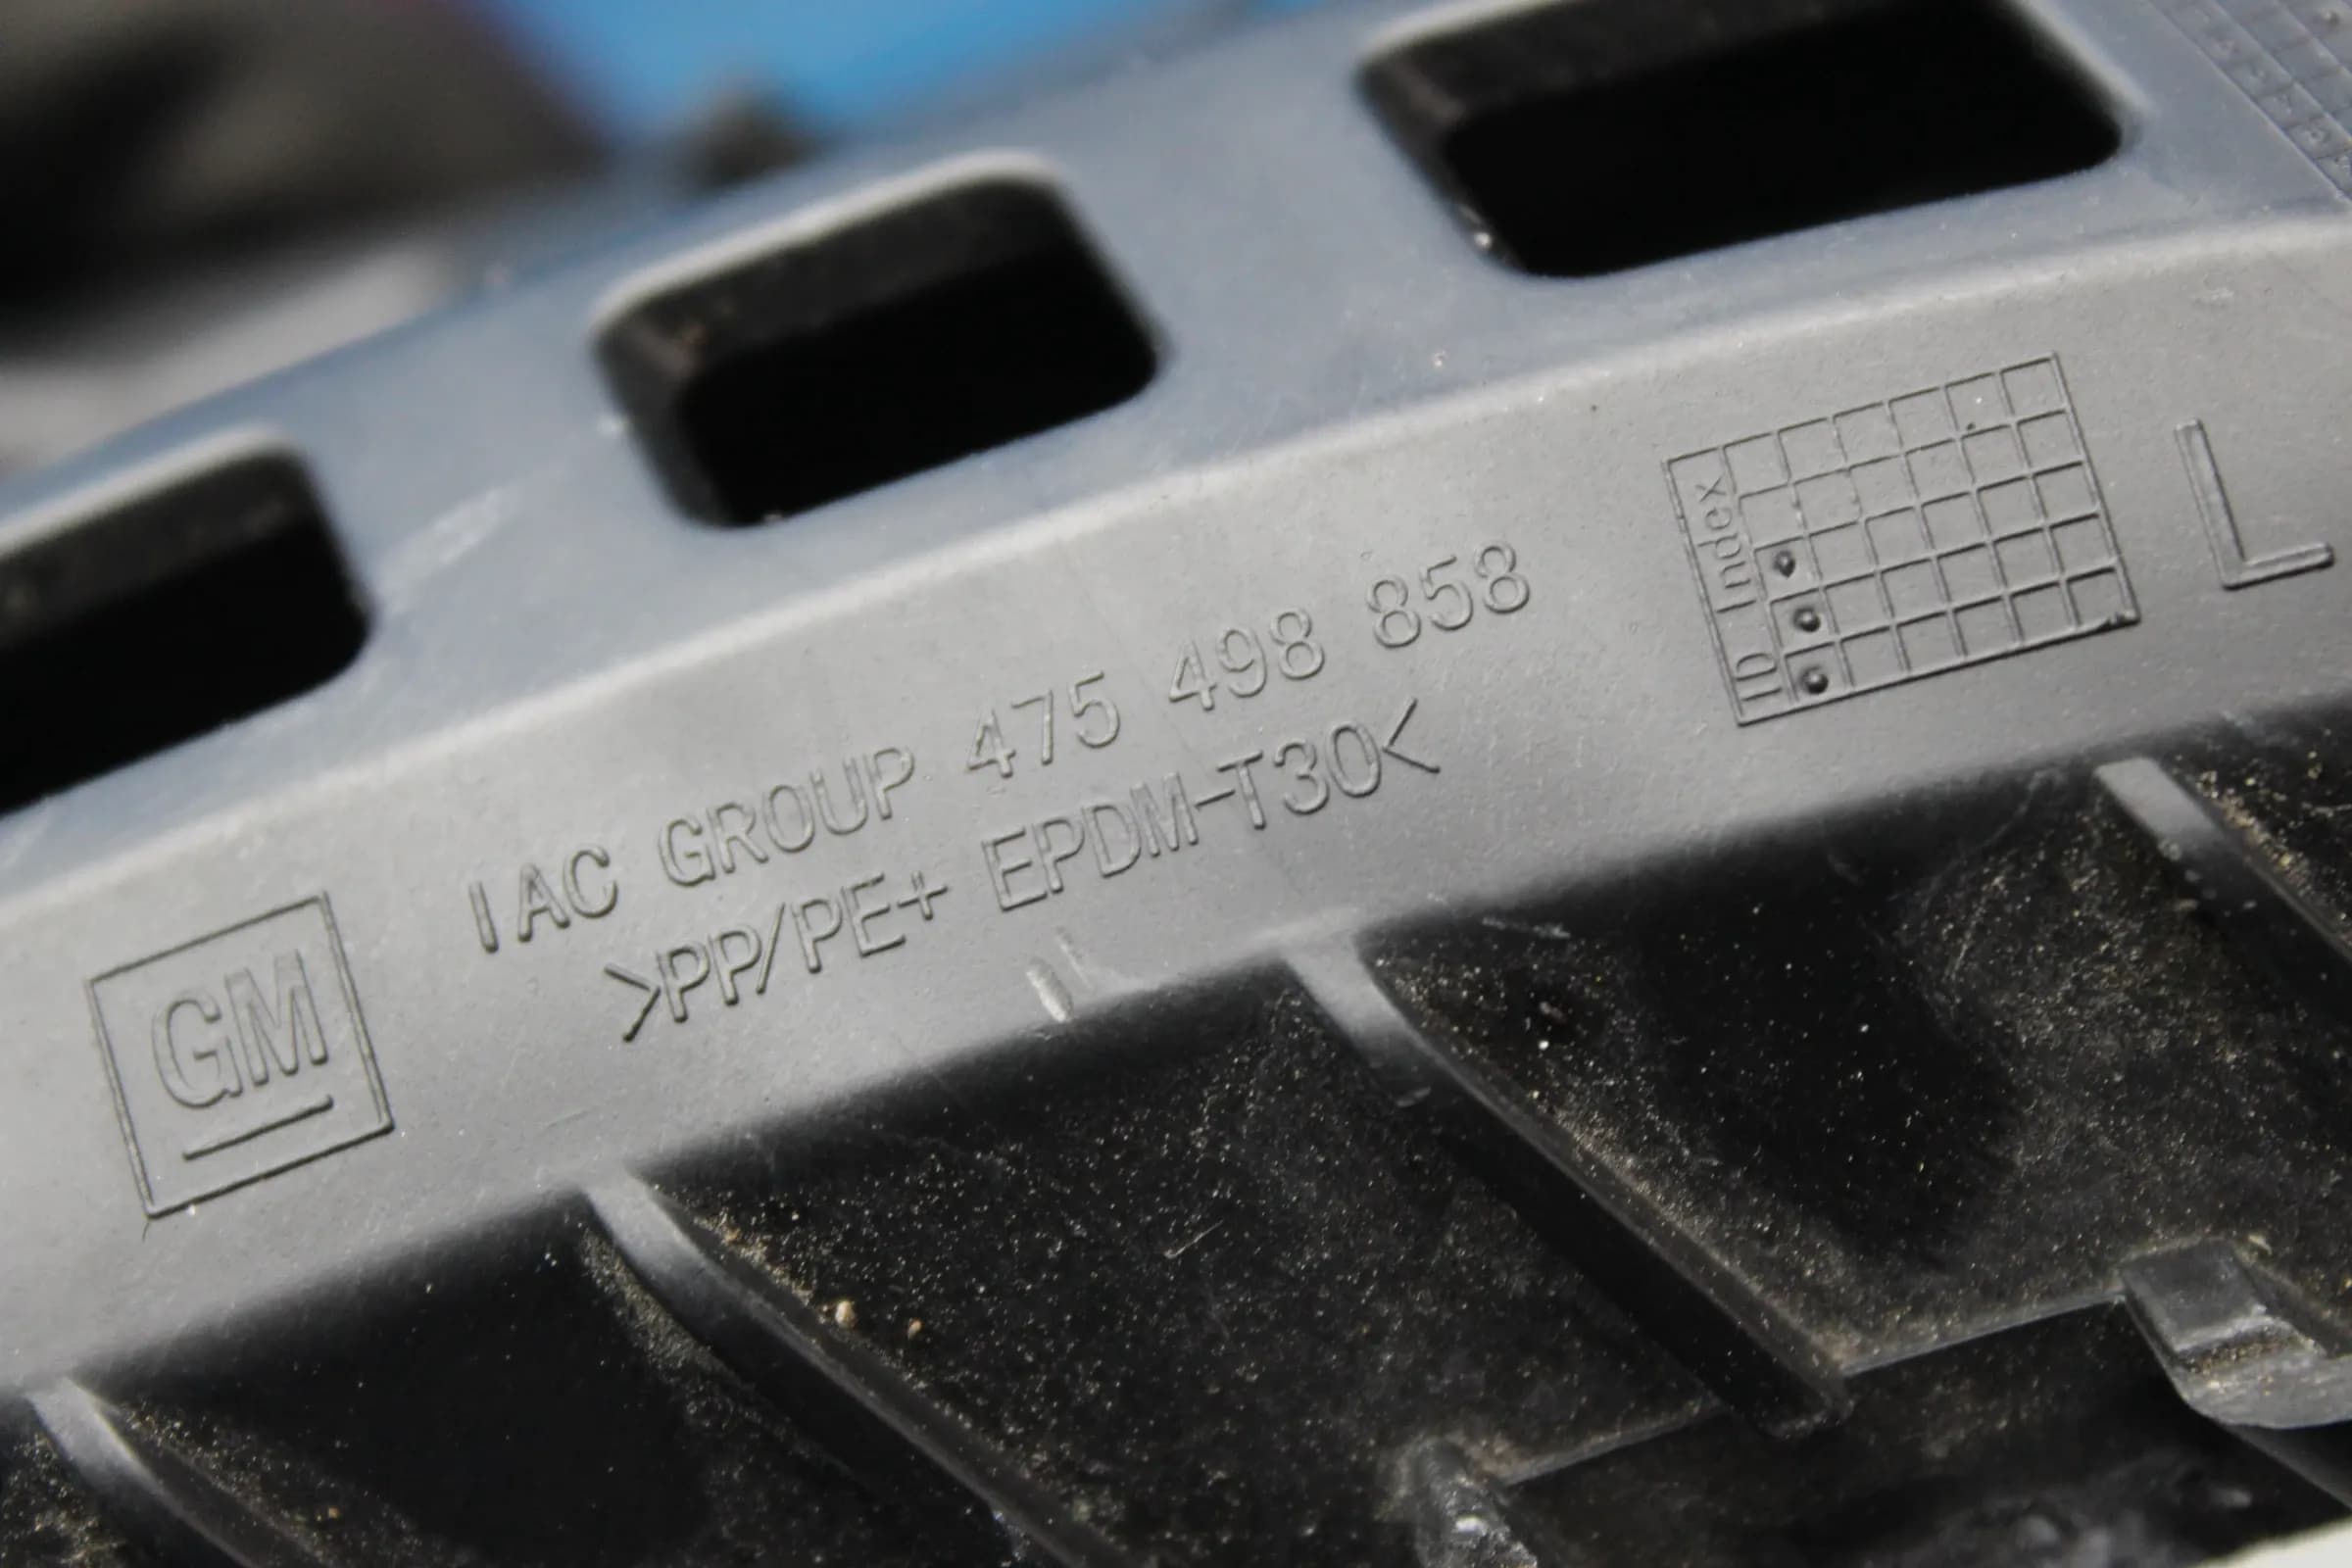 GM
IAC GROUP 475 498 858
>PP/PE+ EPDM-T30<
ID Index
L